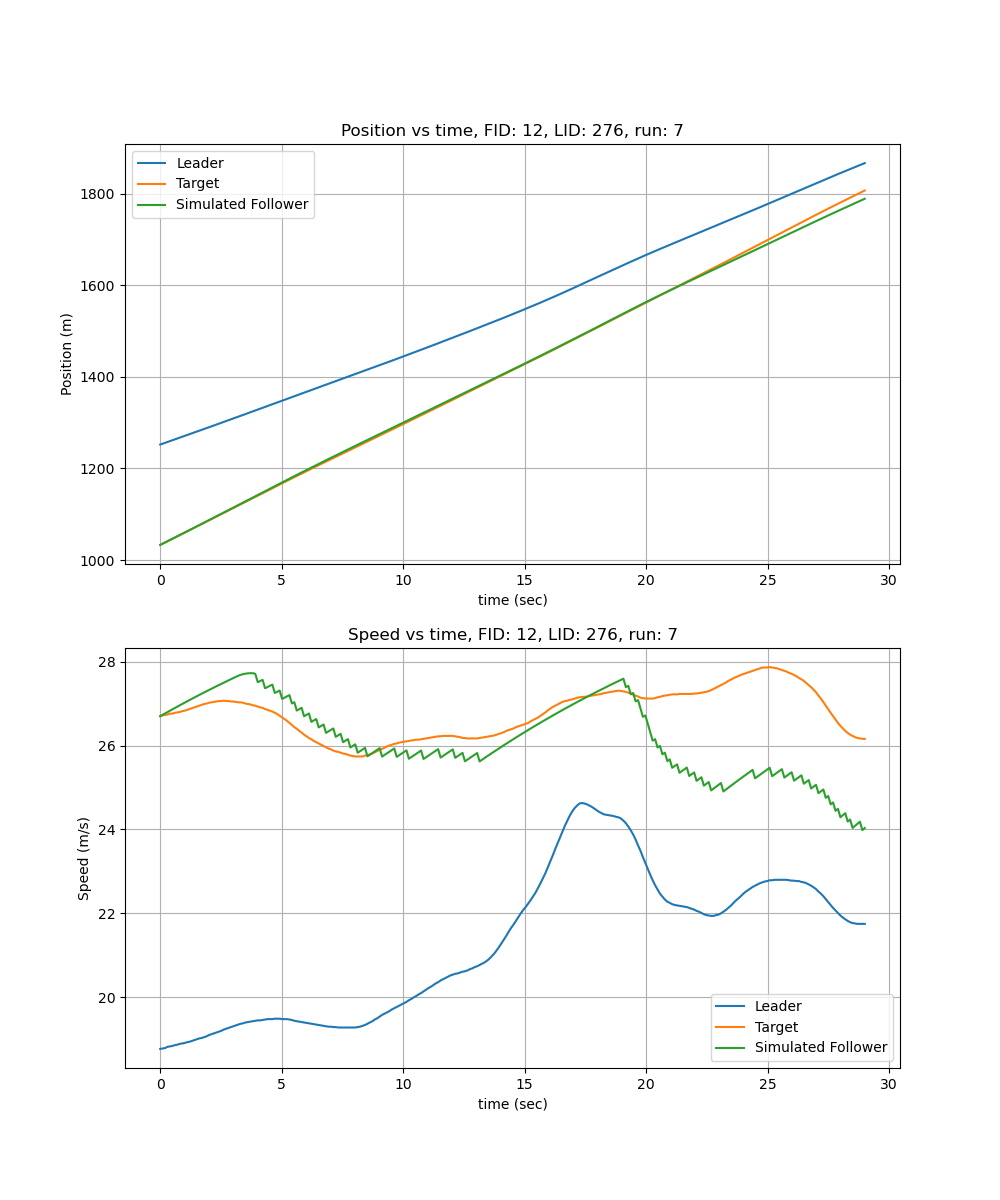 Position vs time, FID: 12, LID: 276, run: 7
Leader
Target
Simulated Follower
Position (m)
1800
1600
1400
1200
1000
0 5 10 15 20 25 30
time (sec)
Speed vs time, FID: 12, LID: 276, run: 7
Speed (m/s)
28
26
24
22
20
Leader
Target
Simulated Follower
0 5 10 15 20 25 30
time (sec)